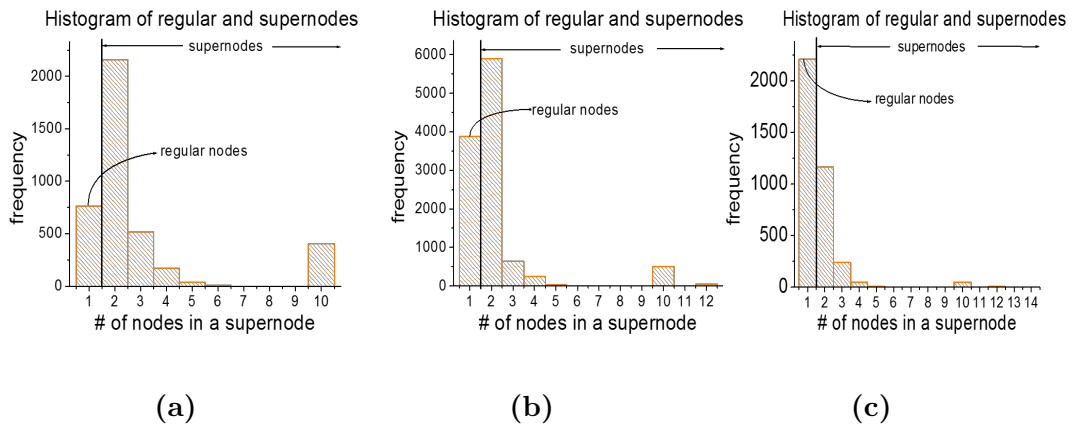 Histogram of regular and supernodes
supernodes
2000
1500
1000
500
0
frequency
regular nodes
1 2 3 4 5 6 7 8 9 10
# of nodes in a supernode
(a)
Histogram of regular and supernodes
supernodes
6000
5000
4000
3000
2000
1000
0
frequency
regular nodes
1 2 3 4 5 6 7 8 9 10 11 12
# of nodes in a supernode
(b)
Histogram of regular and supernodes
supernodes
2000
1500
1000
500
0
frequency
regular nodes
1 2 3 4 5 6 7 8 9 10 11 12 13 14
# of nodes in a supernode
(c)